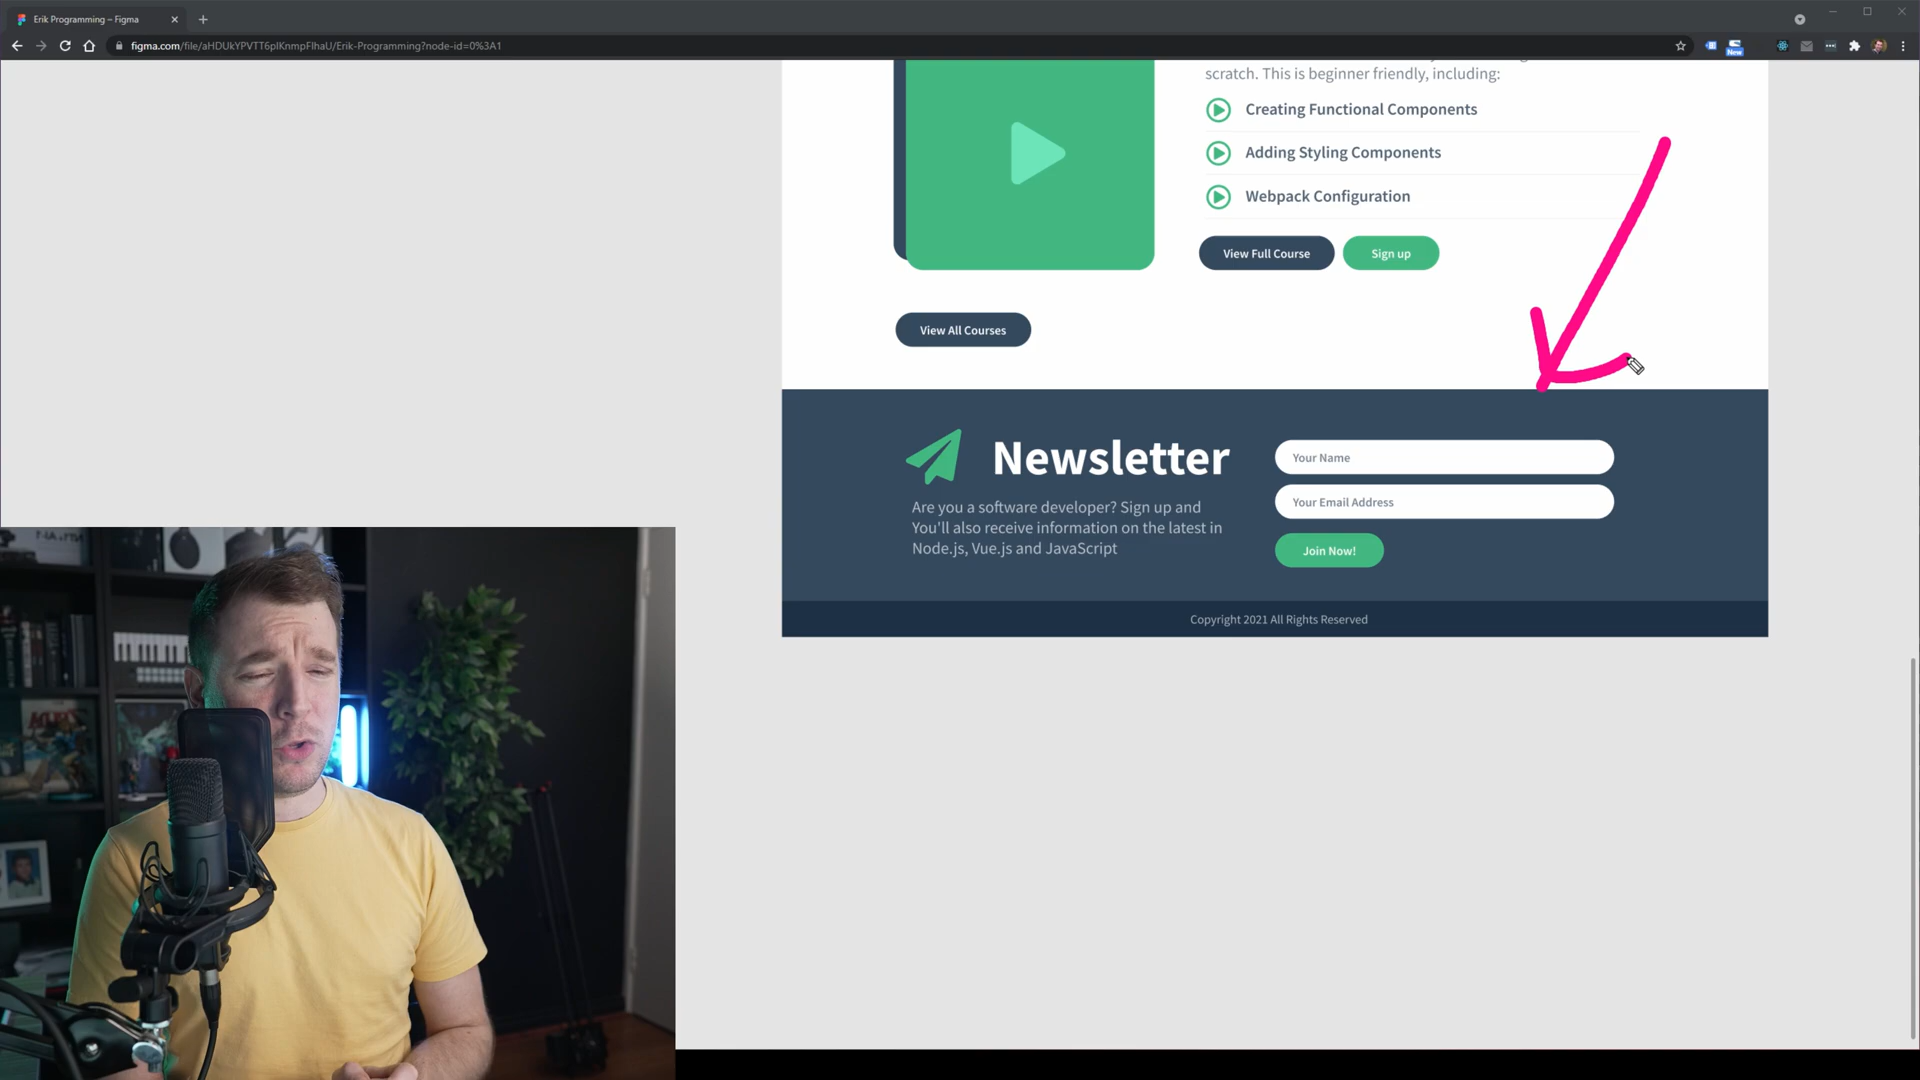 Erik Programming – Figma
figma.com/file/aHDUkYPVTT6pIKnmpFIhaU/Erik-Programming?node-id=0%3A1
New
scratch. This is beginner friendly, including:
Creating Functional Components
Adding Styling Components
Webpack Configuration
View Full Course
Sign up
View All Courses
Newsletter
Are you a software developer? Sign up and
You'll also receive information on the latest in
Node.js, Vue.js and JavaScript
Your Name
Your Email Address
Join Now!
Copyright 2021 All Rights Reserved